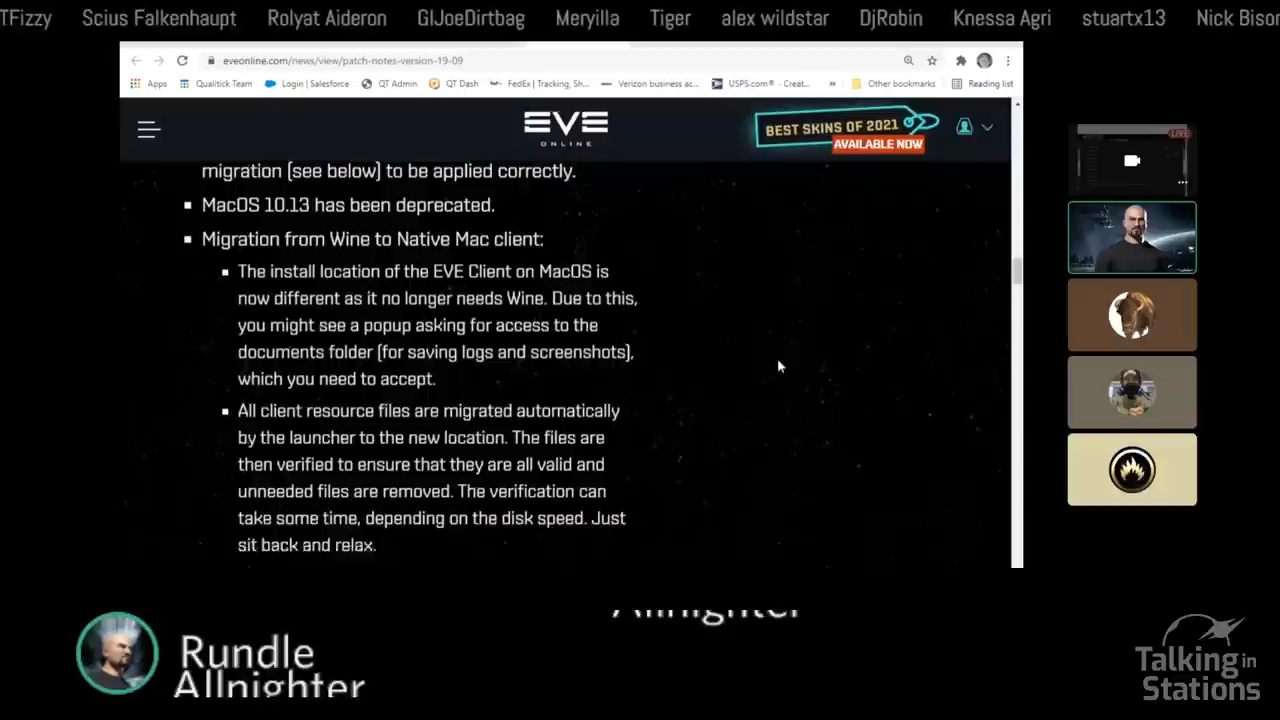 TFizzy Scius Falkenhaupt Rolyat Aideron GIJoeDirtbag Meryilla Tiger alex wildstar DjRobin Knessa Agri stuartx13 Nick Bison
eveonline.com/news/view/patch-notes-version-19-09
Apps Qualitick Team Login | Salesforce QT Admin QT Dash FedEx | Tracking, Sh... Verizon business ac... USPS.com® - Creat... » Other bookmarks Reading list
EVE
ONLINE
BEST SKINS OF 2021
AVAILABLE NOW
LIVE
migration (see below) to be applied correctly.
MacOS 10.13 has been deprecated.
Migration from Wine to Native Mac client:
The install location of the EVE Client on MacOS is
now different as it no longer needs Wine. Due to this,
you might see a popup asking for access to the
documents folder (for saving logs and screenshots),
which you need to accept.
All client resource files are migrated automatically
by the launcher to the new location. The files are
then verified to ensure that they are all valid and
unneeded files are removed. The verification can
take some time, depending on the disk speed. Just
sit back and relax.
Allnighter
Rundle
Allnighter
Talking in
Stations